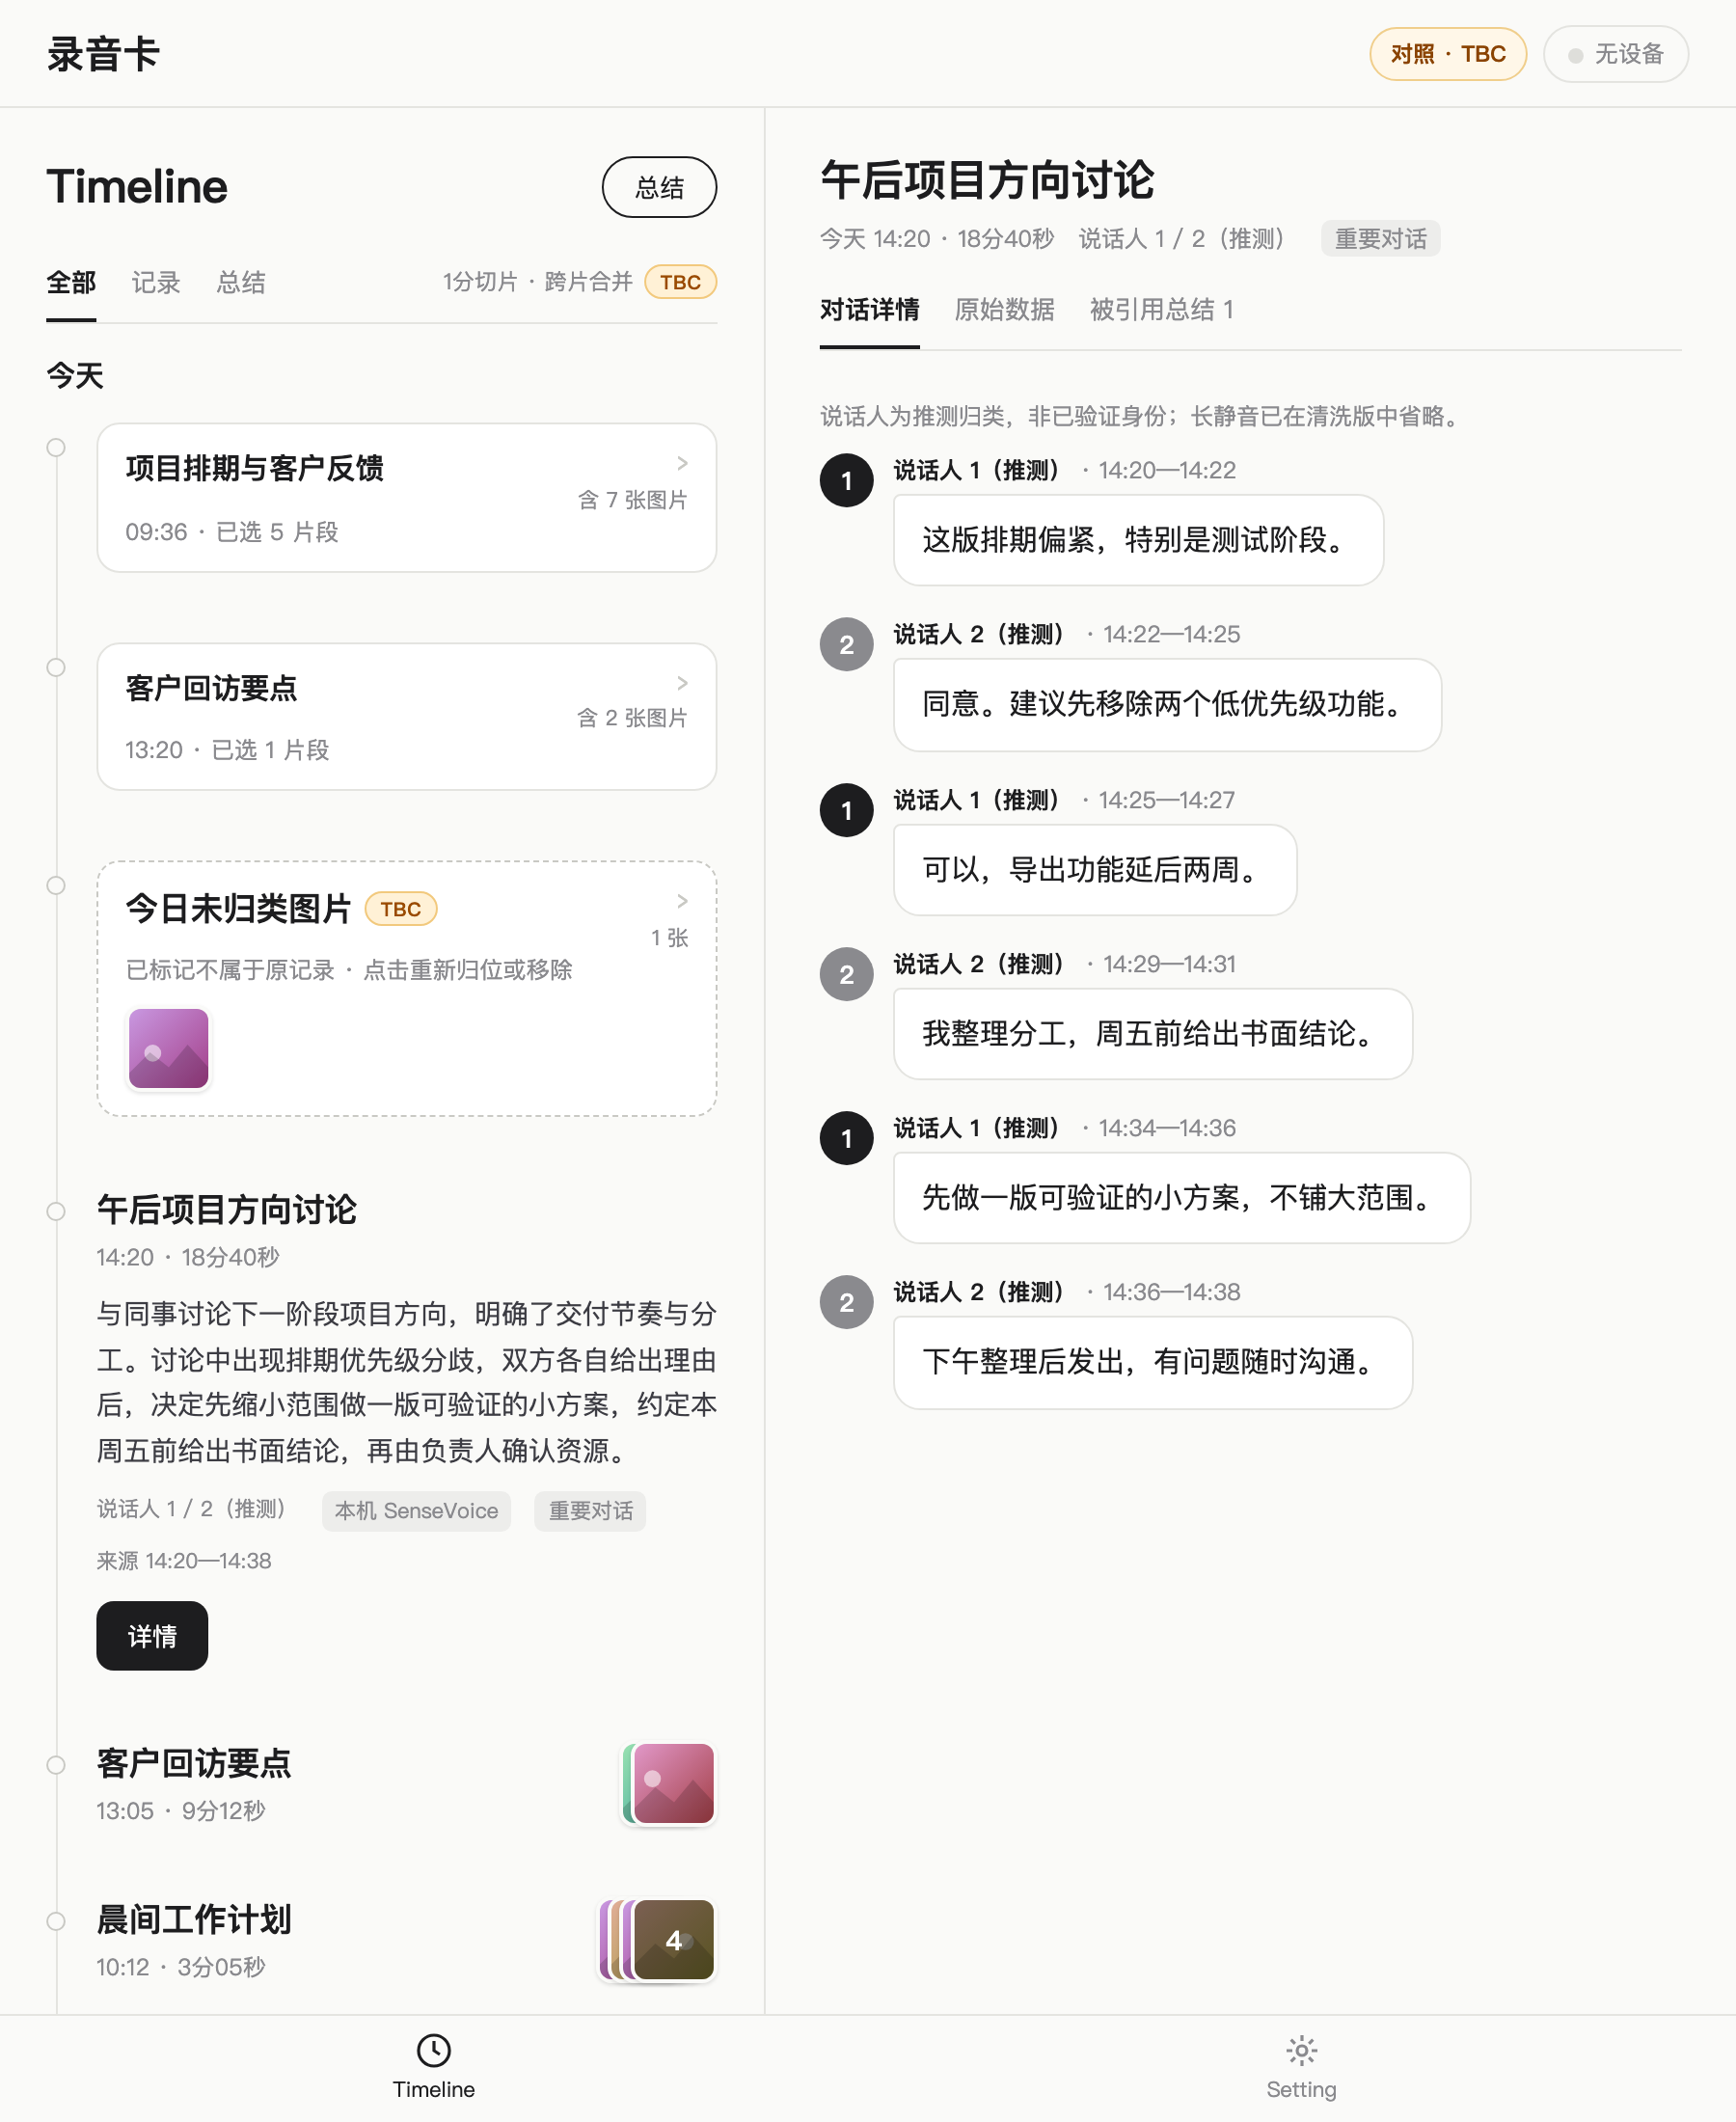 录音卡
对照 · TBC
无设备
Timeline
总结
全部
记录
总结
1分切片 · 跨片合并
TBC
今天
项目排期与客户反馈
含 7 张图片
09:36 · 已选 5 片段
客户回访要点
含 2 张图片
13:20 · 已选 1 片段
今日未归类图片
TBC
1 张
已标记不属于原记录 · 点击重新归位或移除
午后项目方向讨论
14:20 · 18分40秒
与同事讨论下一阶段项目方向，明确了交付节奏与分
工。讨论中出现排期优先级分歧，双方各自给出理由
后，决定先缩小范围做一版可验证的小方案，约定本
周五前给出书面结论，再由负责人确认资源。
说话人 1 / 2（推测）
本机 SenseVoice
重要对话
来源 14:20—14:38
详情
客户回访要点
13:05 · 9分12秒
晨间工作计划
10:12 · 3分05秒
4
午后项目方向讨论
今天 14:20 · 18分40秒
说话人 1 / 2（推测）
重要对话
对话详情
原始数据
被引用总结 1
说话人为推测归类，非已验证身份；长静音已在清洗版中省略。
1
说话人 1（推测） · 14:20—14:22
这版排期偏紧，特别是测试阶段。
2
说话人 2（推测） · 14:22—14:25
同意。建议先移除两个低优先级功能。
1
说话人 1（推测） · 14:25—14:27
可以，导出功能延后两周。
2
说话人 2（推测） · 14:29—14:31
我整理分工，周五前给出书面结论。
1
说话人 1（推测） · 14:34—14:36
先做一版可验证的小方案，不铺大范围。
2
说话人 2（推测） · 14:36—14:38
下午整理后发出，有问题随时沟通。
Timeline
Setting